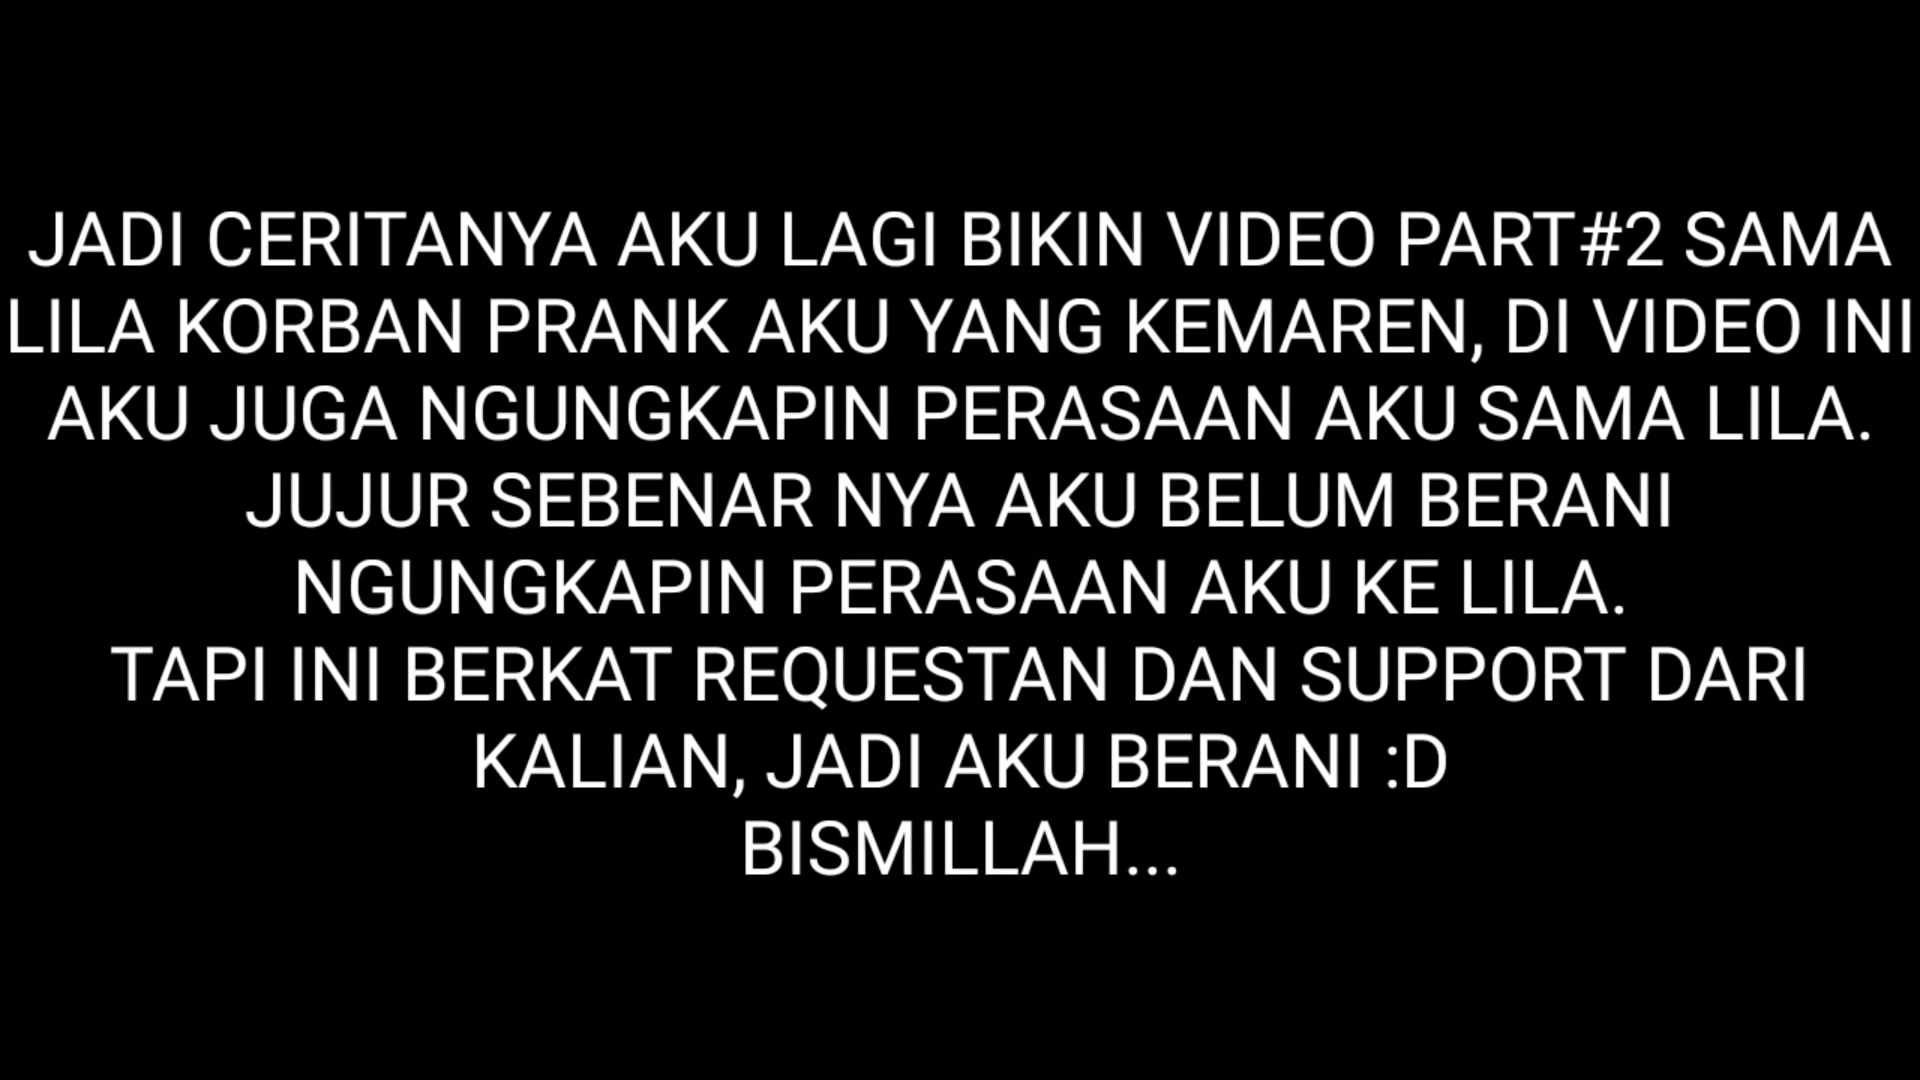 JADI CERITANYA AKU LAGI BIKIN VIDEO PART#2 SAMA
LILA KORBAN PRANK AKU YANG KEMAREN, DI VIDEO INI
AKU JUGA NGUNGKAPIN PERASAAN AKU SAMA LILA.
JUJUR SEBENAR NYA AKU BELUM BERANI
NGUNGKAPIN PERASAAN AKU KE LILA.
TAPI INI BERKAT REQUESTAN DAN SUPPORT DARI
KALIAN, JADI AKU BERANI :D
BISMILLAH...